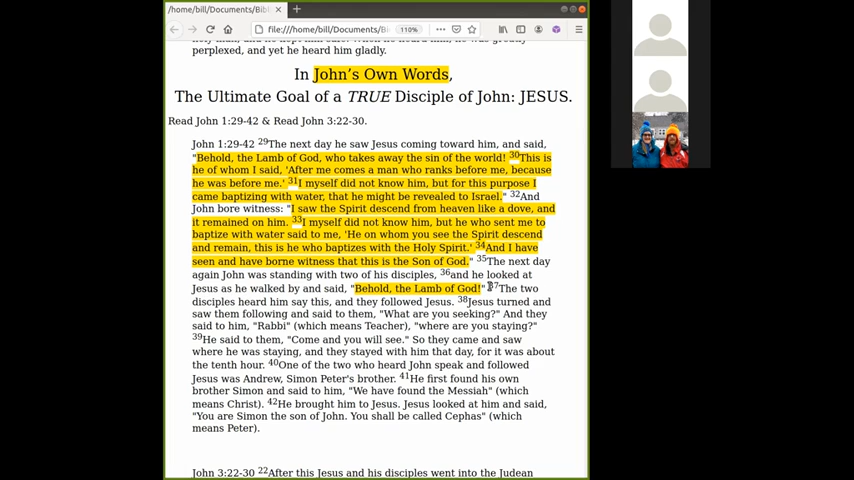 /home/bill/Documents/Bibl
file:///home/bill/Documents/Bi
110%
perplexed, and yet he heard him gladly.
In John's Own Words,
The Ultimate Goal of a TRUE Disciple of John: JESUS.
Read John 1:29-42 & Read John 3:22-30.
John 1:29-42 29The next day he saw Jesus coming toward him, and said,
"Behold, the Lamb of God, who takes away the sin of the world! 30This is
he of whom I said, 'After me comes a man who ranks before me, because
he was before me.' 31I myself did not know him, but for this purpose I
came baptizing with water, that he might be revealed to Israel." 32And
John bore witness: "I saw the Spirit descend from heaven like a dove, and
it remained on him. 33I myself did not know him, but he who sent me to
baptize with water said to me, 'He on whom you see the Spirit descend
and remain, this is he who baptizes with the Holy Spirit.' 34And I have
seen and have borne witness that this is the Son of God." 35The next day
again John was standing with two of his disciples, 36and he looked at
Jesus as he walked by and said, "Behold, the Lamb of God!" 37The two
disciples heard him say this, and they followed Jesus. 38Jesus turned and
saw them following and said to them, "What are you seeking?" And they
said to him, "Rabbi" (which means Teacher), "where are you staying?"
39He said to them, "Come and you will see." So they came and saw
where he was staying, and they stayed with him that day, for it was about
the tenth hour. 40One of the two who heard John speak and followed
Jesus was Andrew, Simon Peter's brother. 41He first found his own
brother Simon and said to him, "We have found the Messiah" (which
means Christ). 42He brought him to Jesus. Jesus looked at him and said,
"You are Simon the son of John. You shall be called Cephas" (which
means Peter).
John 3:22-30 22After this Jesus and his disciples went into the Judean